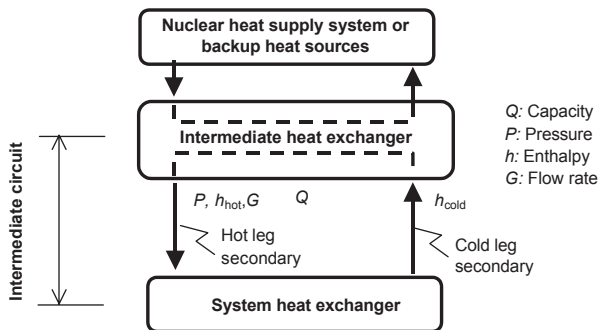 Nuclear heat supply system or
backup heat sources
Intermediate heat exchanger
Q: Capacity
P: Pressure
h: Enthalpy
G: Flow rate
Intermediate circuit
P, hhot,G
Q
hcold
Hot leg
secondary
Cold leg
secondary
System heat exchanger